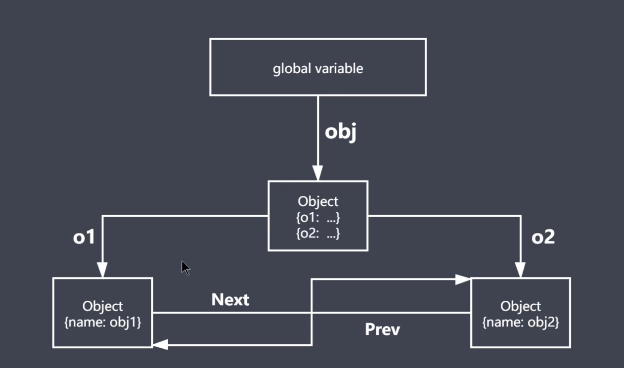 global variable
obj
Object
{o1: ...}
{o2: ...}
o1
o2
Object
{name: obj1}
Next
Prev
Object
{name: obj2}